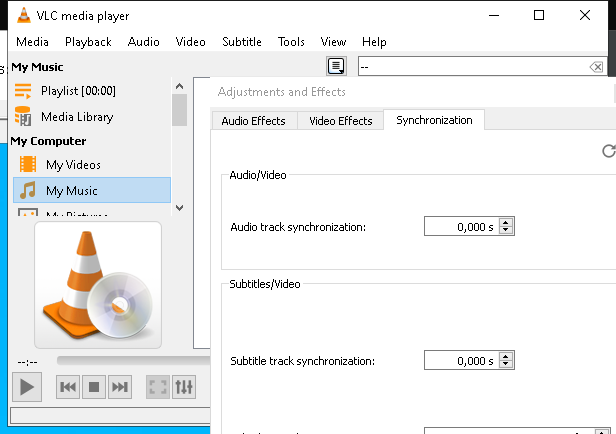 VLC media player
Media Playback Audio Video Subtitle Tools View Help
My Music
--
Playlist [00:00]
Media Library
My Computer
My Videos
My Music
My Pictures
--:--
Adjustments and Effects
Audio Effects Video Effects Synchronization
Audio/Video
Audio track synchronization: 0,000 s
Subtitles/Video
Subtitle track synchronization: 0,000 s